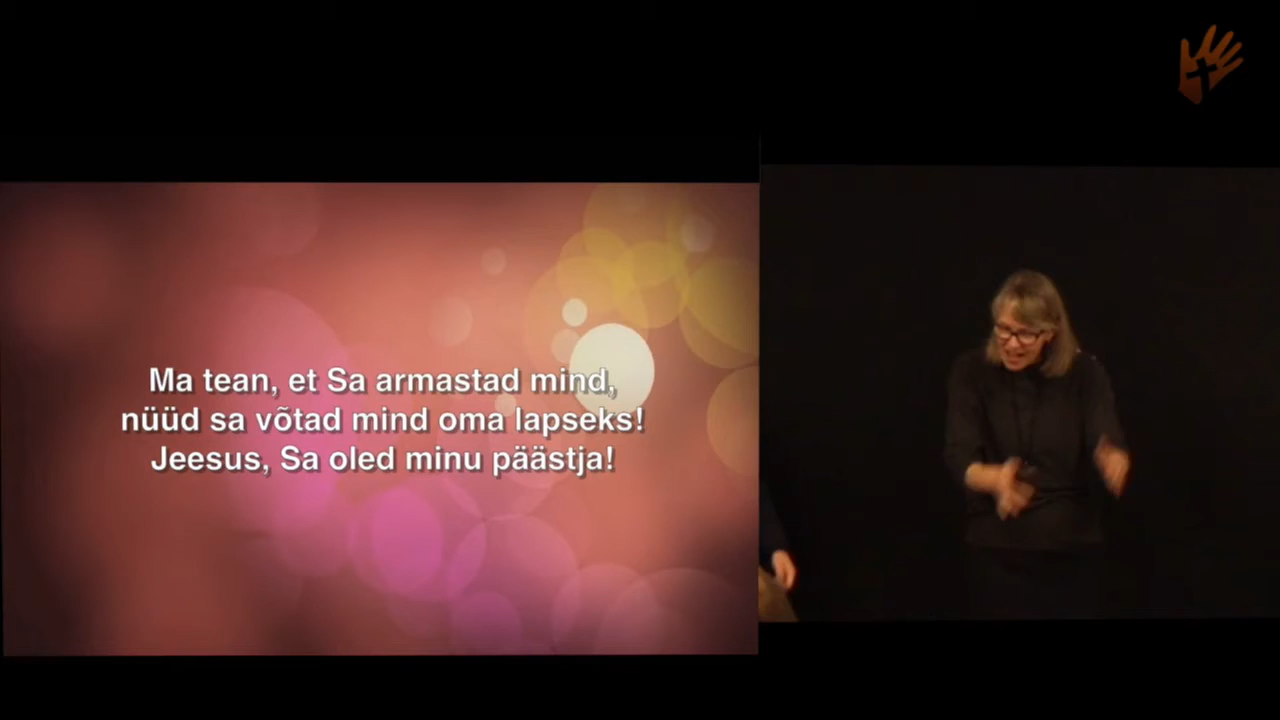 Ma tean, et Sa armastad mind,
nüüd sa võtad mind oma lapseks!
Jeesus, Sa oled minu päästja!